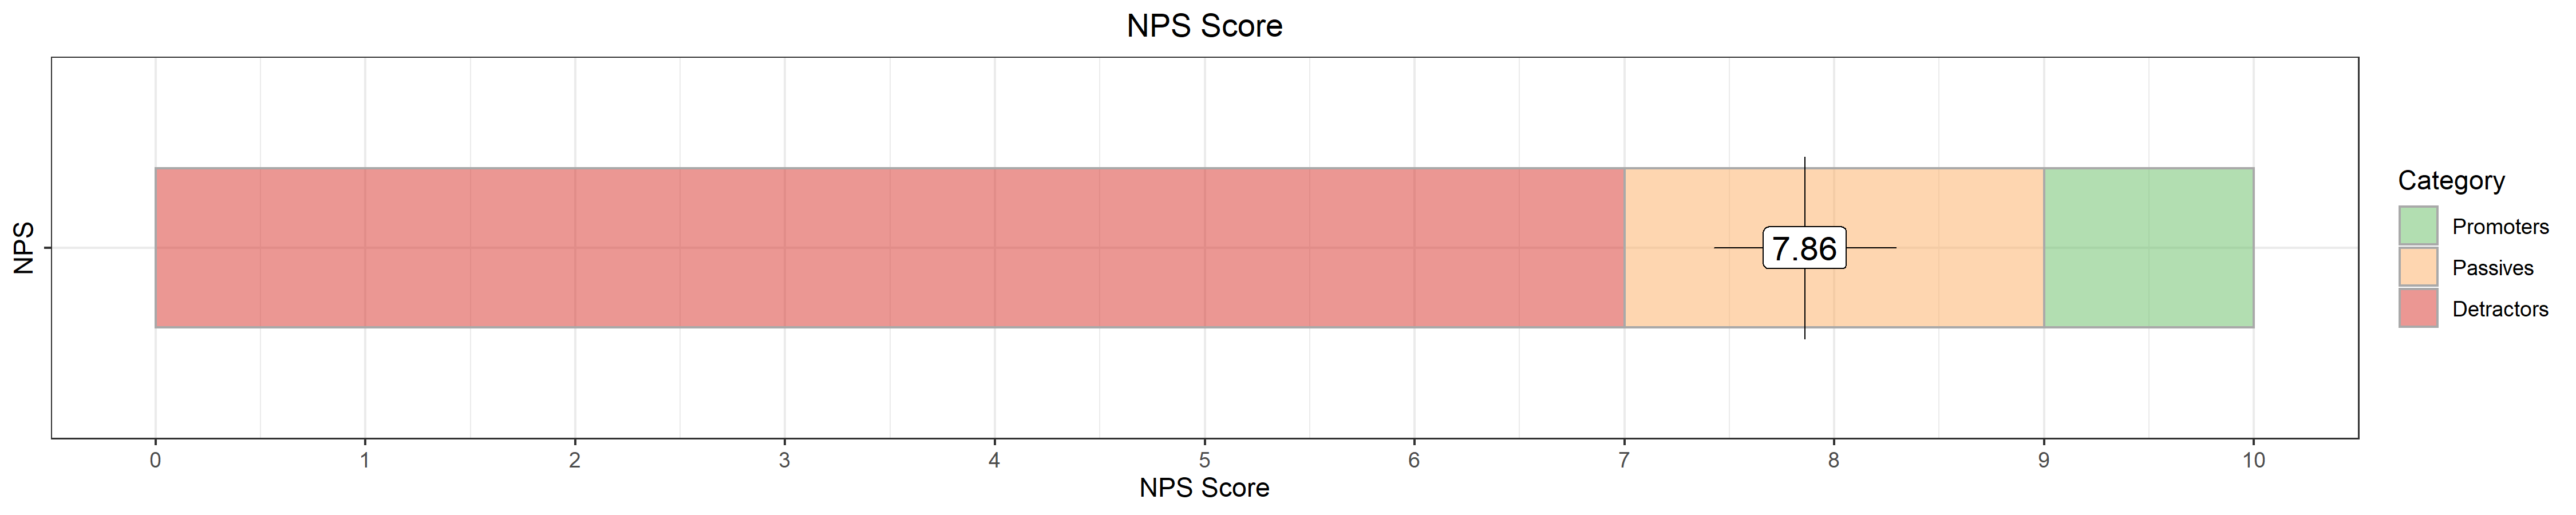 NPS Score
NPS
7.86
0 1 2 3 4 5 6 7 8 9 10
NPS Score
Category
Promoters
Passives
Detractors